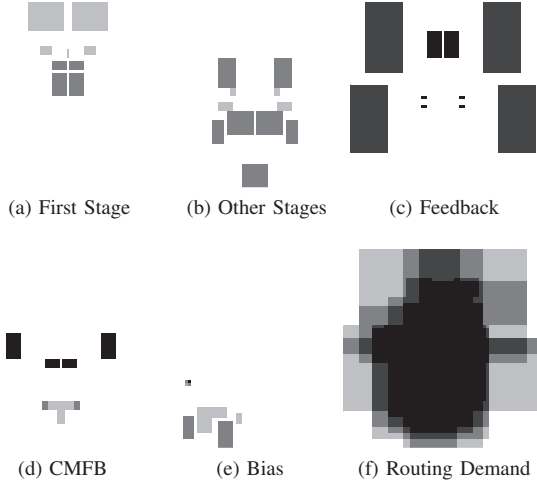 (a) First Stage
(b) Other Stages
(c) Feedback
(d) CMFB
(e) Bias
(f) Routing Demand